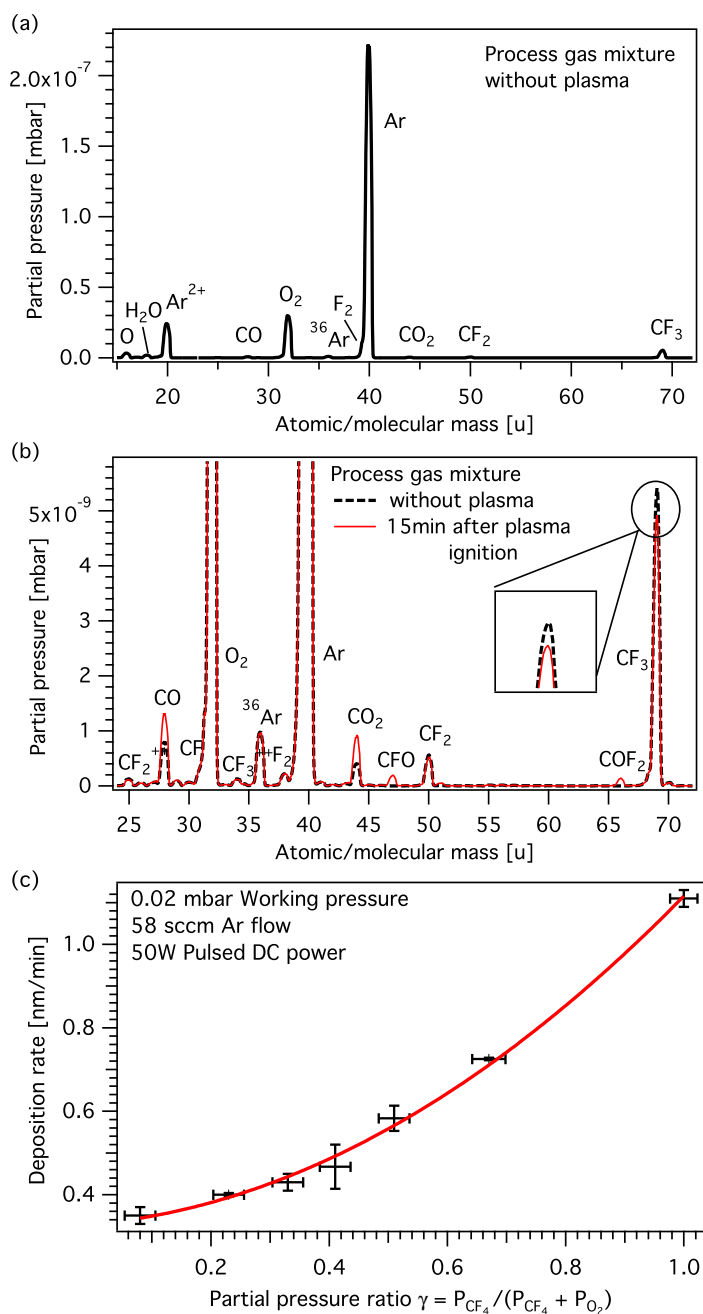 (a)
Process gas mixture
without plasma
Partial pressure [mbar]
2.0x10⁻⁷
1.5
1.0
0.5
0.0
O
H₂O
Ar²⁺
CO
O₂
³⁶Ar
F₂
Ar
CO₂
CF₂
CF₃
20 30 40 50 60 70
Atomic/molecular mass [u]
(b)
Process gas mixture
without plasma
15min after plasma
ignition
Partial pressure [mbar]
5x10⁻⁹
4
3
2
1
0
CF₂⁺⁺
CO
CF
O₂
CF₃⁺⁺
³⁶Ar
F₂
Ar
CO₂
CFO
CF₂
COF₂
CF₃
25 30 35 40 45 50 55 60 65 70
Atomic/molecular mass [u]
(c)
0.02 mbar Working pressure
58 sccm Ar flow
50W Pulsed DC power
Deposition rate [nm/min]
1.0
0.8
0.6
0.4
0.2 0.4 0.6 0.8 1.0
Partial pressure ratio γ = P_CF₄/(P_CF₄ + P_O₂)